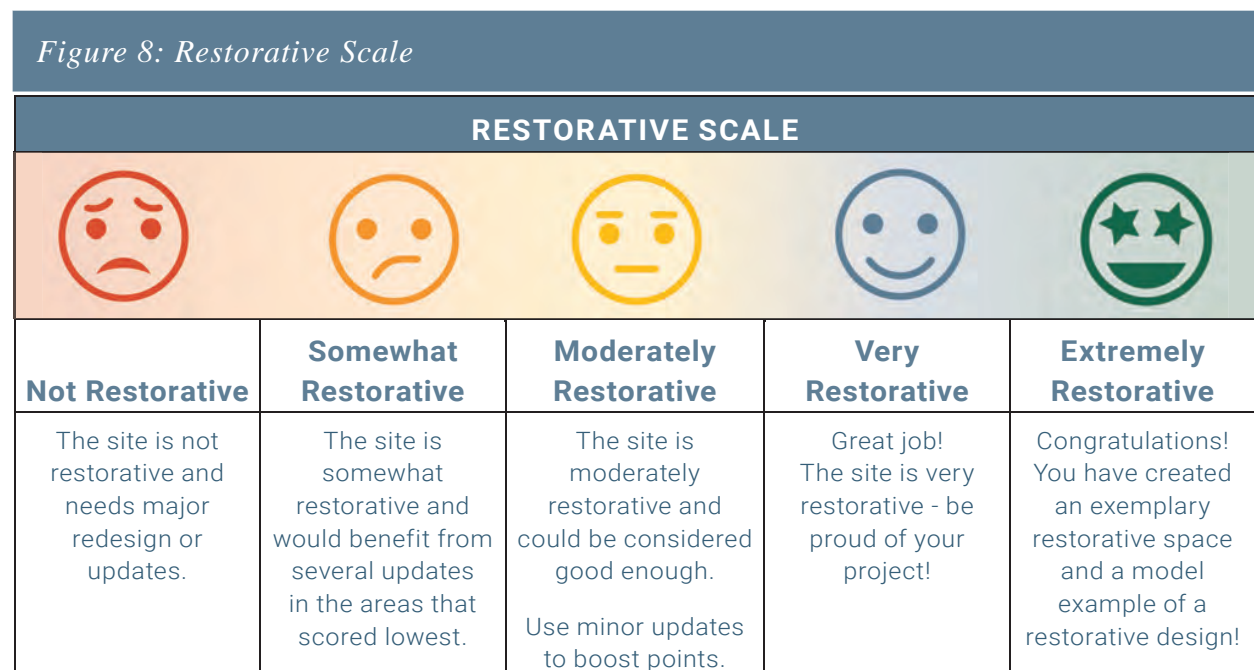 Figure 8: Restorative Scale
RESTORATIVE SCALE
Not Restorative
Somewhat
Restorative
Moderately
Restorative
Very
Restorative
Extremely
Restorative
The site is not
restorative and
needs major
redesign or
updates.
The site is
somewhat
restorative and
would benefit from
several updates
in the areas that
scored lowest.
The site is
moderately
restorative and
could be considered
good enough.
Use minor updates
to boost points.
Great job!
The site is very
restorative - be
proud of your
project!
Congratulations!
You have created
an exemplary
restorative space
and a model
example of a
restorative design!